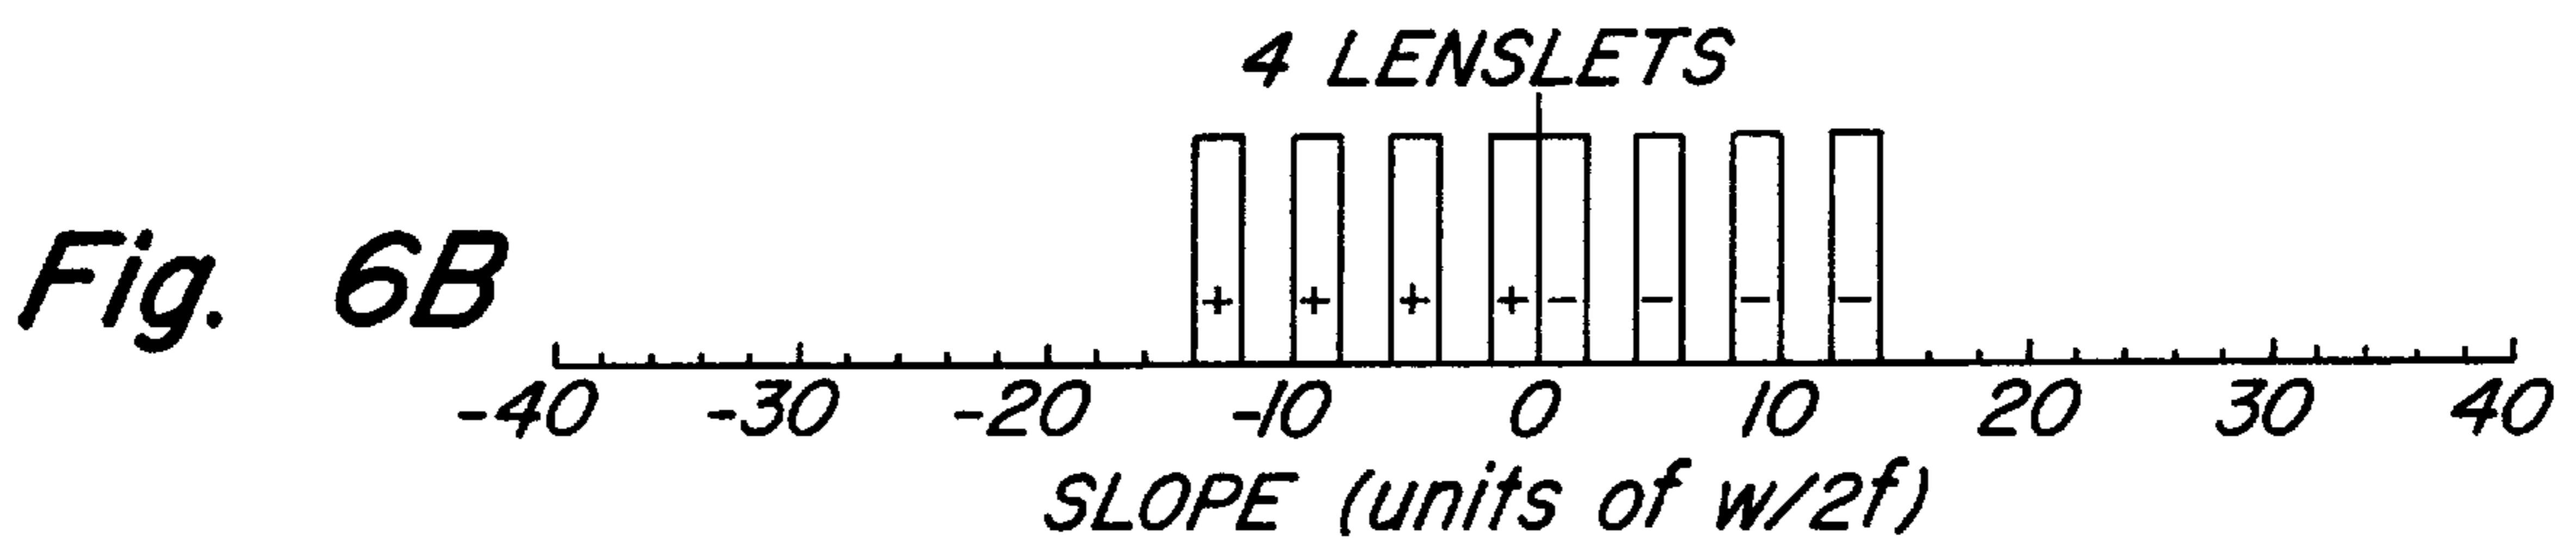 4 LENSLETS
+ + + + − − − −
Fig. 6B
-40 -30 -20 -10 0 10 20 30 40
SLOPE (units of w/2f)